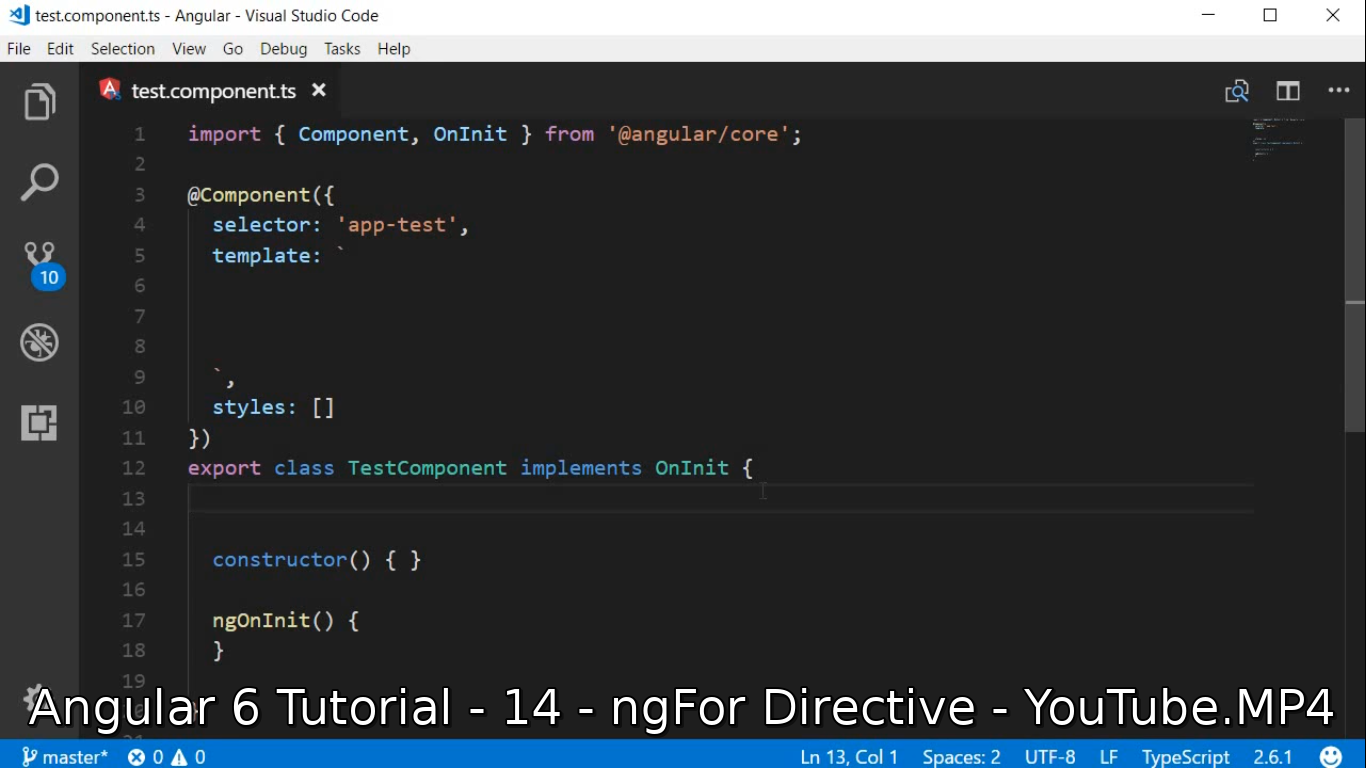 test.component.ts - Angular - Visual Studio Code
File Edit Selection View Go Debug Tasks Help
test.component.ts
1 import { Component, OnInit } from '@angular/core';
2
3 @Component({
4 selector: 'app-test',
5 template: `
6
7
8
9 `,
10 styles: []
11 })
12 export class TestComponent implements OnInit {
13
14
15 constructor() { }
16
17 ngOnInit() {
18 }
19
Angular 6 Tutorial - 14 - ngFor Directive - YouTube.MP4
10
master* 0 0 Ln 13, Col 1 Spaces: 2 UTF-8 LF TypeScript 2.6.1